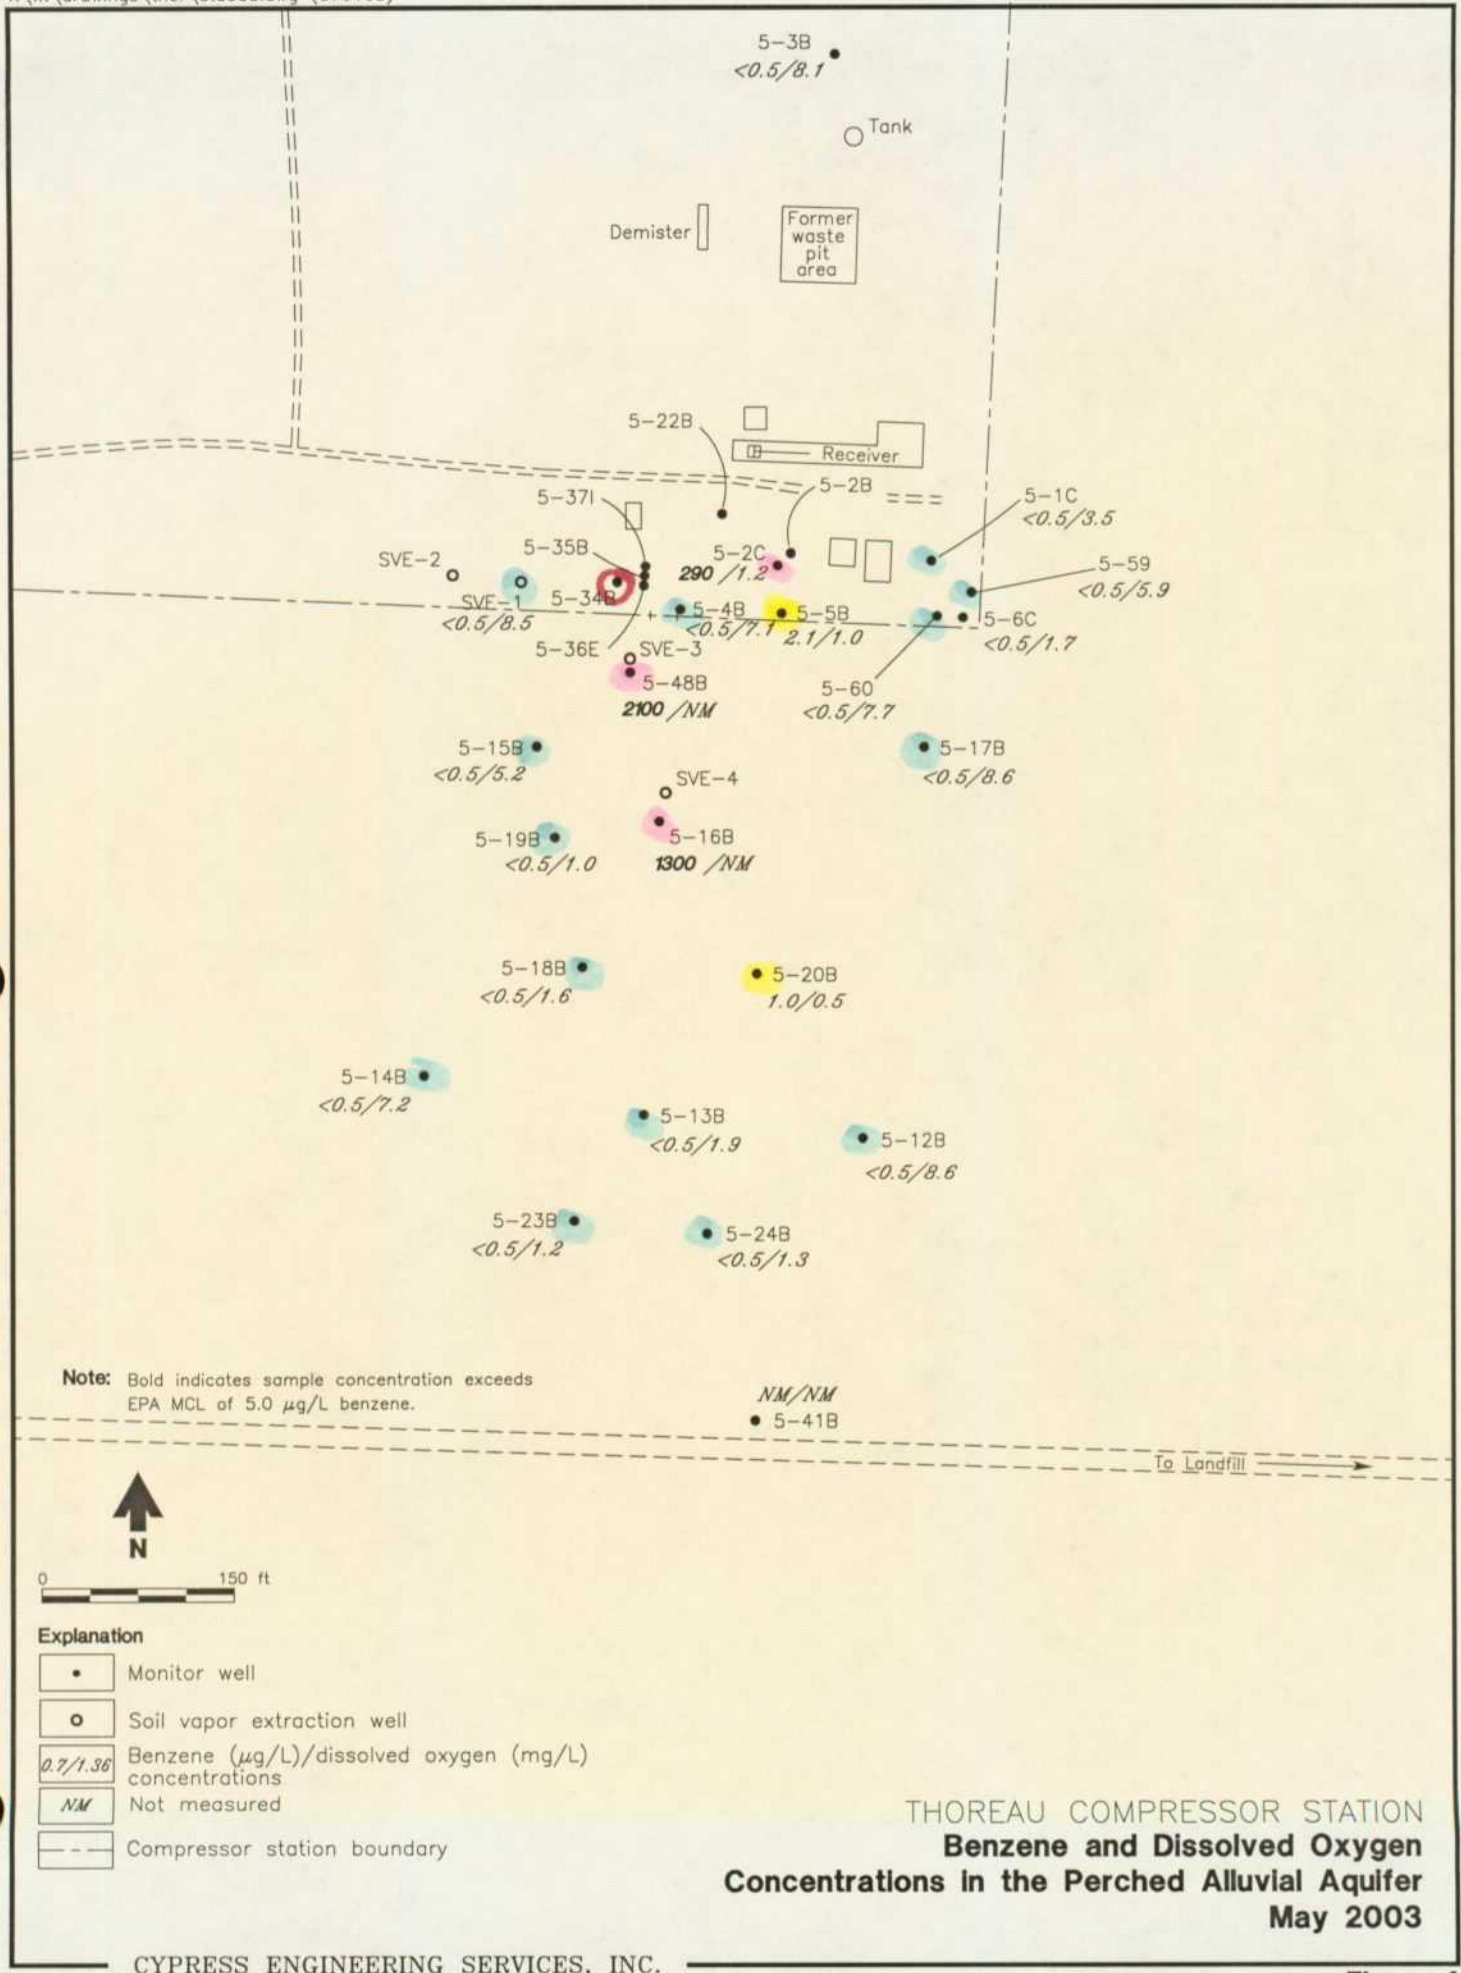 5-3B
<0.5/8.1
Tank
Demister
Former
waste
pit
area
5-22B
Receiver
5-2B
5-37I
5-1C
<0.5/3.5
5-35B
5-2C
290 /1.2
SVE-2
5-59
<0.5/5.9
SVE-1
<0.5/8.5
5-34B
5-4B
<0.5/7.1
5-5B
2.1/1.0
5-6C
<0.5/1.7
5-36E
SVE-3
5-48B
2100 /NM
5-60
<0.5/7.7
5-15B
<0.5/5.2
5-17B
<0.5/8.6
SVE-4
5-16B
1300 /NM
5-19B
<0.5/1.0
5-18B
<0.5/1.6
5-20B
1.0/0.5
5-14B
<0.5/7.2
5-13B
<0.5/1.9
5-12B
<0.5/8.6
5-23B
<0.5/1.2
5-24B
<0.5/1.3
Note: Bold indicates sample concentration exceeds
EPA MCL of 5.0 µg/L benzene.
NM/NM
5-41B
To Landfill
N
0 150 ft
Explanation
Monitor well
Soil vapor extraction well
0.7/1.36 Benzene (µg/L)/dissolved oxygen (mg/L)
concentrations
NM Not measured
Compressor station boundary
THOREAU COMPRESSOR STATION
Benzene and Dissolved Oxygen
Concentrations in the Perched Alluvial Aquifer
May 2003
CYPRESS ENGINEERING SERVICES, INC.